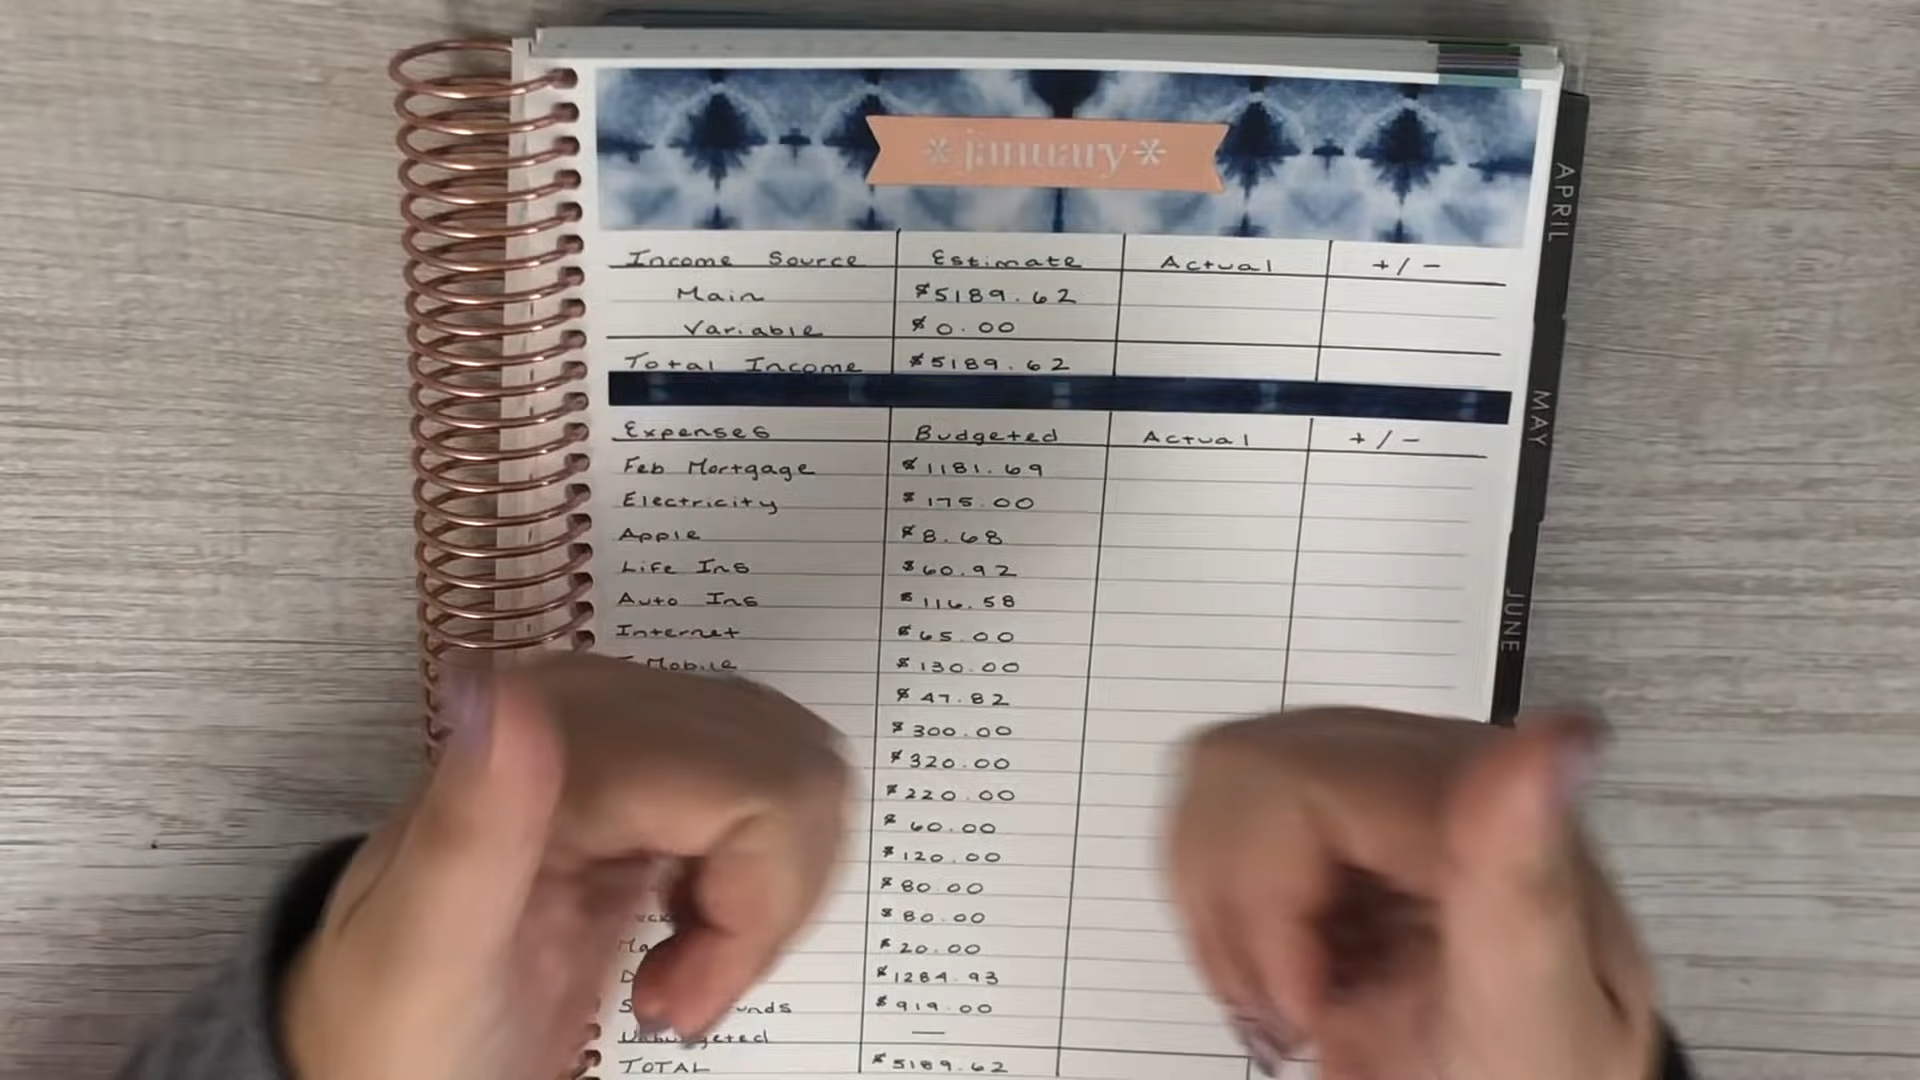 *january*
Income Source Estimate Actual +/-
Main $5189.62
Variable $0.00
Total Income $5189.62
Expenses Budgeted Actual +/-
Feb Mortgage $1181.69
Electricity $175.00
Apple $8.68
Life Ins $60.92
Auto Ins $116.58
Internet $65.00
Mobile $130.00
$47.82
$300.00
$320.00
$220.00
$60.00
$120.00
$80.00
$80.00
$20.00
$1284.93
$919.00
Unbudgeted —
TOTAL $5189.62
APRIL
MAY
JUNE